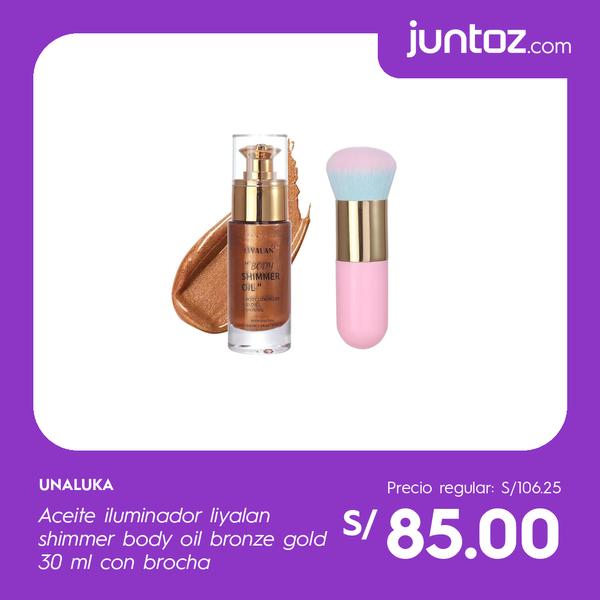 juntoz.com
LIYALAN
"BODY
SHIMMER
OIL"
UNALUKA
Aceite iluminador liyalan
shimmer body oil bronze gold
30 ml con brocha
Precio regular: S/106.25
S/ 85.00